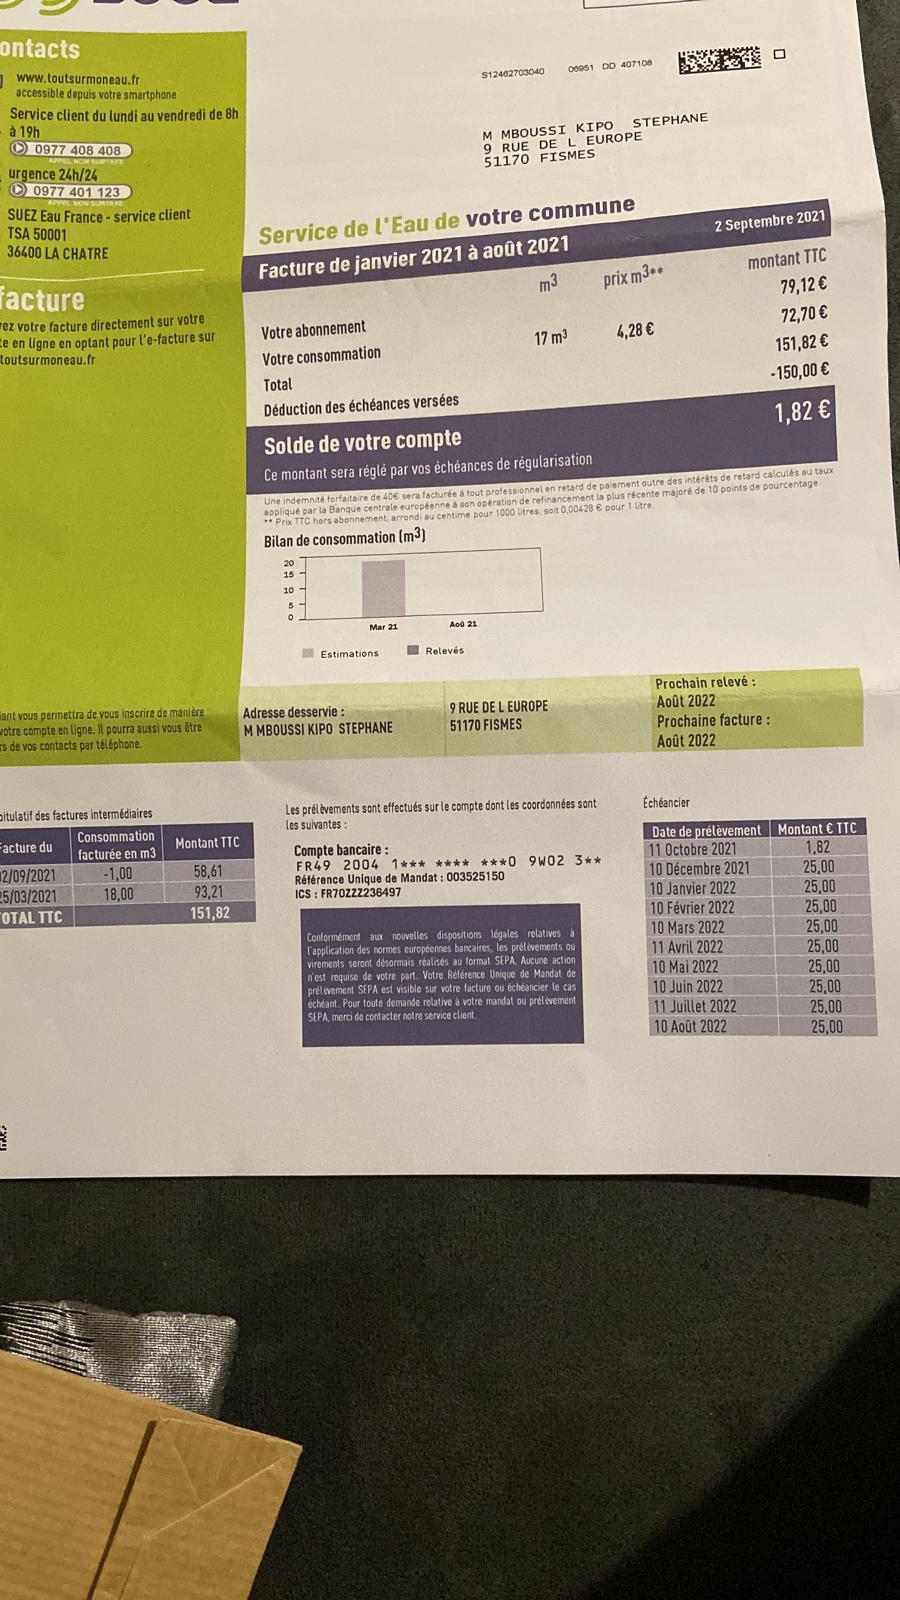 ontacts
www.toutsurmoneau.fr
accessible depuis votre smartphone
Service client du lundi au vendredi de 8h
à 19h
0977 408 408
APPEL NON SURTAXÉ
urgence 24h/24
0977 401 123
APPEL NON SURTAXÉ
SUEZ Eau France - service client
TSA 50001
36400 LA CHATRE
facture
ez votre facture directement sur votre
te en ligne en optant pour l'e-facture sur
toutsurmoneau.fr
iant vous permettra de vous inscrire de manière
votre compte en ligne. Il pourra aussi vous être
rs de vos contacts par téléphone.
S12462703040 06951 DD 407108
M MBOUSSI KIPO STEPHANE
9 RUE DE L EUROPE
51170 FISMES
Service de l'Eau de votre commune
Facture de janvier 2021 à août 2021 2 Septembre 2021
m3 prix m3** montant TTC
Votre abonnement 79,12 €
Votre consommation 17 m3 4,28 € 72,70 €
Total 151,82 €
Déduction des échéances versées -150,00 €
Solde de votre compte 1,82 €
Ce montant sera réglé par vos échéances de régularisation
Une indemnité forfaitaire de 40€ sera facturée à tout professionnel en retard de paiement outre des intérêts de retard calculés au taux
appliqué par la Banque centrale européenne à son opération de refinancement la plus récente majoré de 10 points de pourcentage.
** Prix TTC hors abonnement, arrondi au centime pour 1000 litres, soit 0,00428 € pour 1 litre.
Bilan de consommation (m3)
20
15
10
5
0
Mar 21 Aoû 21
Estimations Relevés
Adresse desservie :
M MBOUSSI KIPO STEPHANE
9 RUE DE L EUROPE
51170 FISMES
Prochain relevé :
Août 2022
Prochaine facture :
Août 2022
pitulatif des factures intermédiaires
acture du Consommation facturée en m3 Montant TTC
02/09/2021 -1,00 58,61
25/03/2021 18,00 93,21
OTAL TTC 151,82
Les prélèvements sont effectués sur le compte dont les coordonnées sont
les suivantes :
Compte bancaire :
FR49 2004 1*** **** ***0 9W02 3**
Référence Unique de Mandat : 003525150
ICS : FR70ZZZ236497
Conformément aux nouvelles dispositions légales relatives à
l'application des normes européennes bancaires, les prélèvements ou
virements seront désormais réalisés au format SEPA. Aucune action
n'est requise de votre part. Votre Référence Unique de Mandat de
prélèvement SEPA est visible sur votre facture ou échéancier le cas
échéant. Pour toute demande relative à votre mandat ou prélèvement
SEPA, merci de contacter notre service client.
Échéancier
Date de prélèvement Montant € TTC
11 Octobre 2021 1,82
10 Décembre 2021 25,00
10 Janvier 2022 25,00
10 Février 2022 25,00
10 Mars 2022 25,00
11 Avril 2022 25,00
10 Mai 2022 25,00
10 Juin 2022 25,00
11 Juillet 2022 25,00
10 Août 2022 25,00